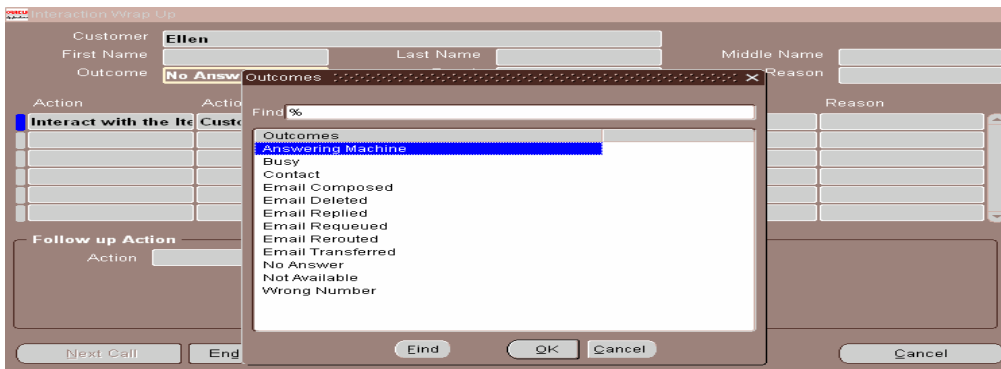 ORACLE
Interaction Wrap Up
Customer Ellen
First Name Last Name Middle Name
Outcome No Answ Reason
Outcomes
Action Actio Reason
Find %
Interact with the Ite Custo
Outcomes
Answering Machine
Busy
Contact
Email Composed
Email Deleted
Email Replied
Email Requeued
Email Rerouted
Email Transferred
No Answer
Not Available
Wrong Number
Follow up Action
Action
Find OK Cancel
Next Call End Cancel